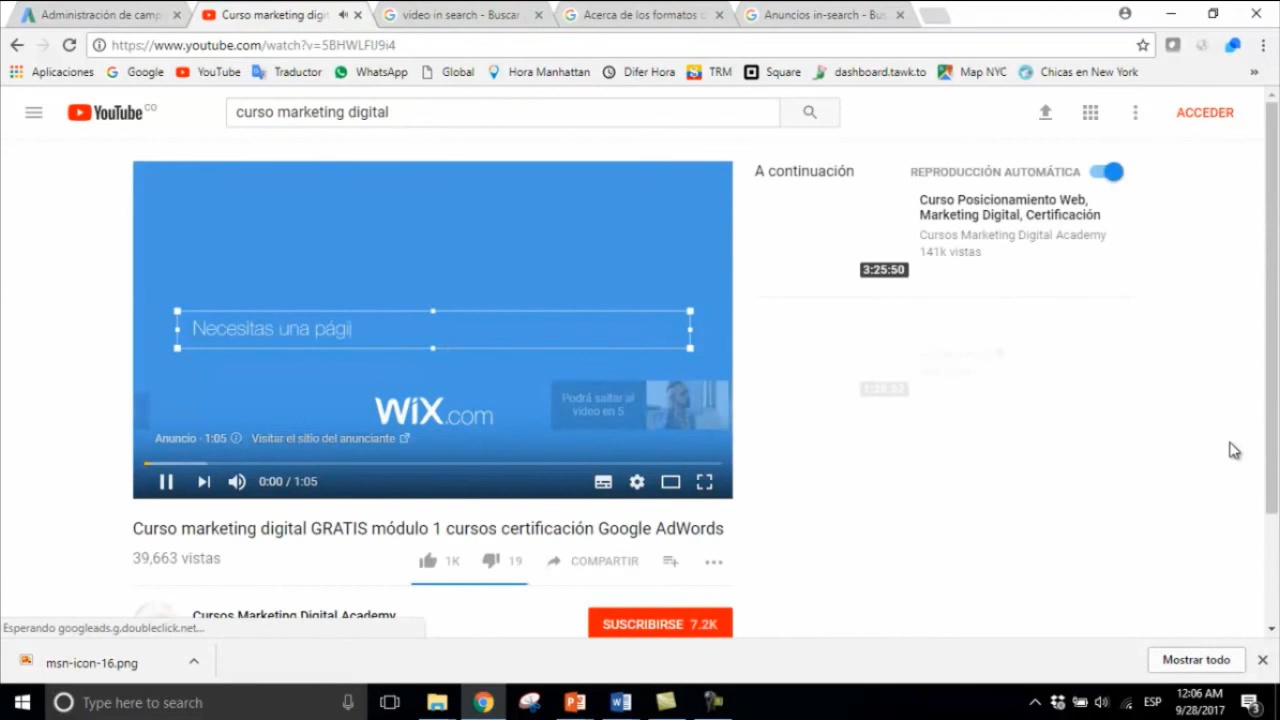 Administración de camp
Curso marketing digi
video in search - Buscar
Acerca de los formatos d
Anuncios in-search - Bus
https://www.youtube.com/watch?v=5BHWLFU9i4
Aplicaciones
Google
YouTube
Traductor
WhatsApp
Global
Hora Manhattan
Difer Hora
TRM
Square
dashboard.tawk.to
Map NYC
Chicas en New York
»
YouTube CO
curso marketing digital
ACCEDER
Necesitas una pági
WiX.com
Podrá saltar al
vídeo en 5
Anuncio · 1:05
Visitar el sitio del anunciante
0:00 / 1:05
A continuación
REPRODUCCIÓN AUTOMÁTICA
Curso Posicionamiento Web,
Marketing Digital, Certificación
Cursos Marketing Digital Academy
141k vistas
3:25:50
Curso marketing digital GRATIS módulo 1 cursos certificación Google AdWords
39,663 vistas
1K
19
COMPARTIR
Cursos Marketing Digital Academy
SUSCRIBIRSE 7.2K
Esperando googleads.g.doubleclick.net...
msn-icon-16.png
Mostrar todo
Type here to search
ESP
12:06 AM
9/28/2017
3